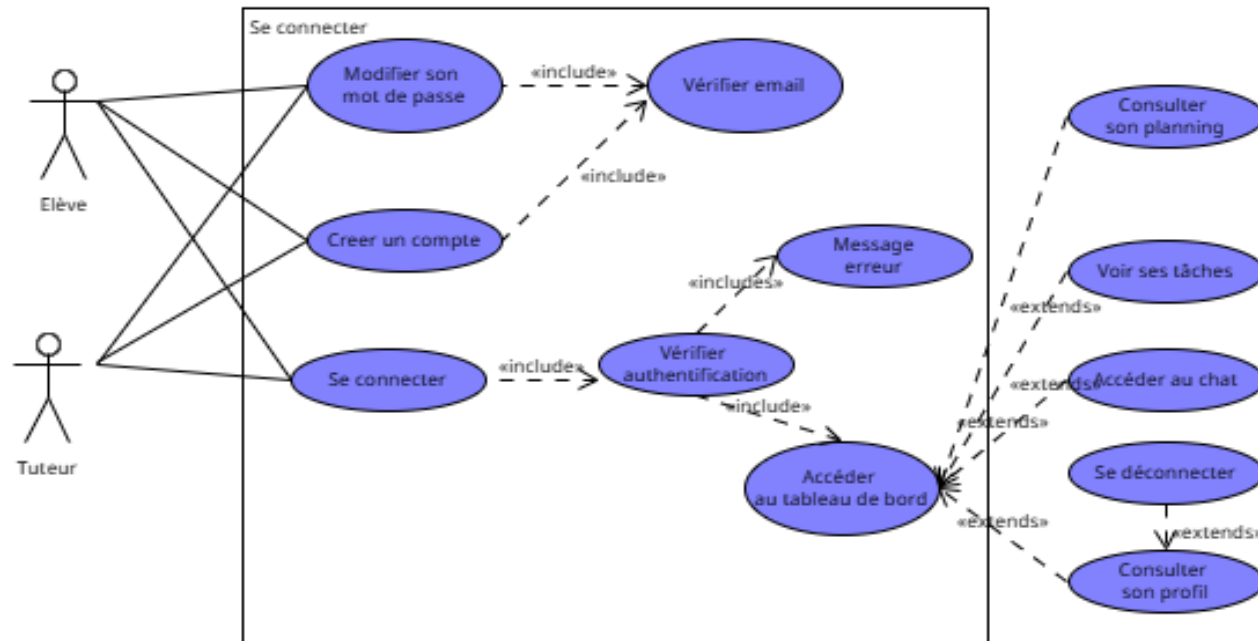 Se connecter
Modifier son
mot de passe
«include»
Vérifier email
Consulter
son planning
Elève
«include»
Creer un compte
Message
erreur
Voir ses tâches
«includes»
«extends»
Vérifier
authentification
Se connecter
«include»
Accéder au chat
«extends»
«include»
«extends»
Tuteur
Accéder
au tableau de bord
Se déconnecter
«extends»
«extends»
Consulter
son profil